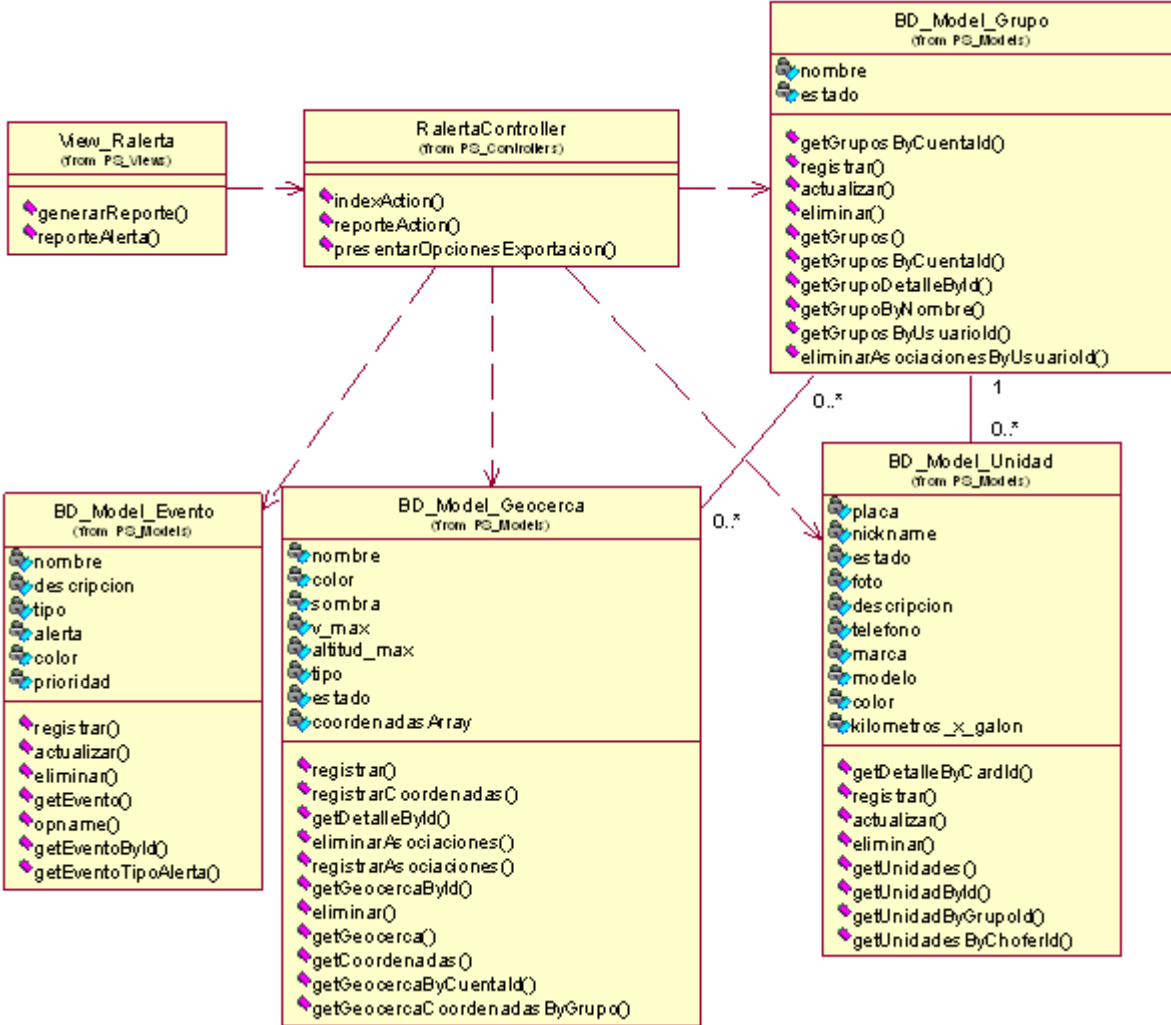 View_Ralerta
(from PS_Views)
generarReporte()
reporteAlerta()
RalertaController
(from PS_Controllers)
indexAction()
reporteAction()
presentarOpcionesExportacion()
BD_Model_Grupo
(from PS_Models)
nombre
estado
getGruposByCuentaId()
registrar()
actualizar()
eliminar()
getGrupos()
getGruposByCuentaId()
getGrupoDetalleById()
getGrupoByNombre()
getGruposByUsuarioId()
eliminarAsociacionesByUsuarioId()
0..*
1
0..*
0..*
BD_Model_Evento
(from PS_Models)
nombre
descripcion
tipo
alerta
color
prioridad
registrar()
actualizar()
eliminar()
getEvento()
opname()
getEventoById()
getEventoTipoAlerta()
BD_Model_Geocerca
(from PS_Models)
nombre
color
sombra
v_max
altitud_max
tipo
estado
coordenadasArray
registrar()
registrarCoordenadas()
getDetalleById()
eliminarAsociaciones()
registrarAsociaciones()
getGeocercaById()
eliminar()
getGeocerca()
getCoordenadas()
getGeocercaByCuentaId()
getGeocercaCoordenadasByGrupo()
BD_Model_Unidad
(from PS_Models)
placa
nickname
estado
foto
descripcion
telefono
marca
modelo
color
kilometros_x_galon
getDetalleByCardId()
registrar()
actualizar()
eliminar()
getUnidades()
getUnidadById()
getUnidadByGrupoId()
getUnidadesByChoferId()